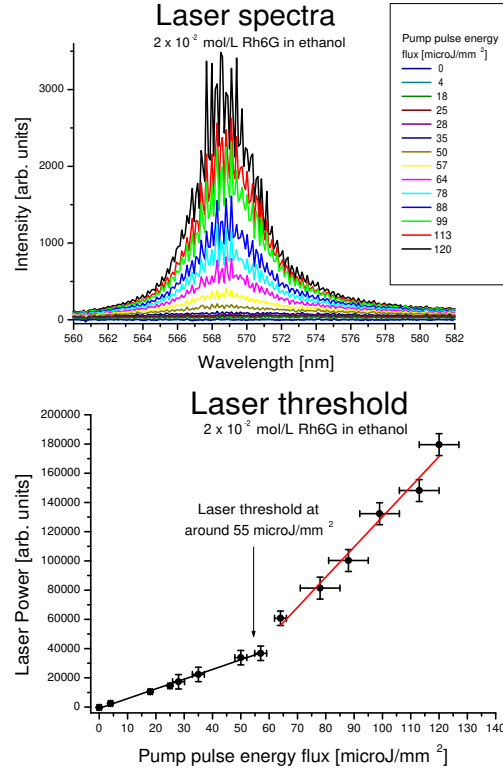 Laser spectra
2 x 10⁻² mol/L Rh6G in ethanol
Pump pulse energy
flux [microJ/mm²]
0
4
18
25
28
35
50
57
64
78
88
99
113
120
3000
2000
1000
0
Intensity [arb. units]
560 562 564 566 568 570 572 574 576 578 580 582
Wavelength [nm]
Laser threshold
2 x 10⁻² mol/L Rh6G in ethanol
Laser threshold at
around 55 microJ/mm²
200000
180000
160000
140000
120000
100000
80000
60000
40000
20000
0
Laser Power [arb. units]
0 10 20 30 40 50 60 70 80 90 100 110 120 130 140
Pump pulse energy flux [microJ/mm²]